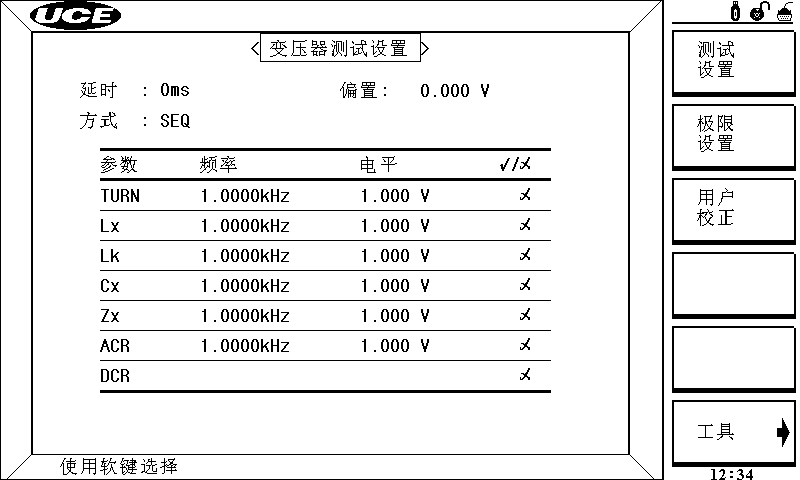 UCE
变压器测试设置
延时 : 0ms 偏置: 0.000 V
方式 : SEQ
参数 频率 电平 ✓/✗
TURN 1.0000kHz 1.000 V ✗
Lx 1.0000kHz 1.000 V ✗
Lk 1.0000kHz 1.000 V ✗
Cx 1.0000kHz 1.000 V ✗
Zx 1.0000kHz 1.000 V ✗
ACR 1.0000kHz 1.000 V ✗
DCR ✗
使用软键选择
测试
设置
极限
设置
用户
校正
工具
12:34